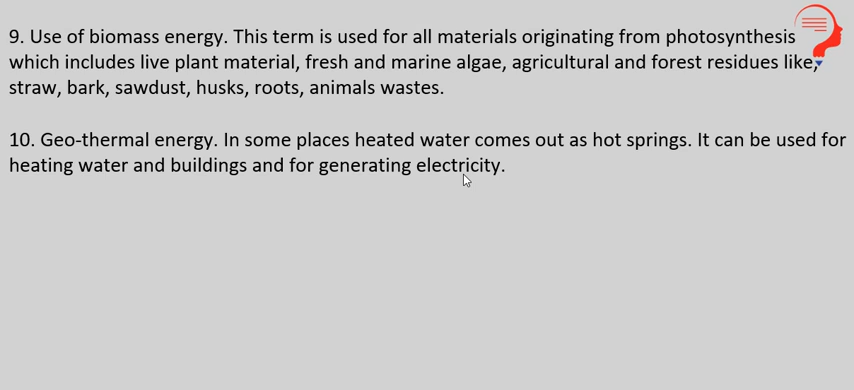 9. Use of biomass energy. This term is used for all materials originating from photosynthesis
which includes live plant material, fresh and marine algae, agricultural and forest residues like,
straw, bark, sawdust, husks, roots, animals wastes.
10. Geo-thermal energy. In some places heated water comes out as hot springs. It can be used for
heating water and buildings and for generating electricity.